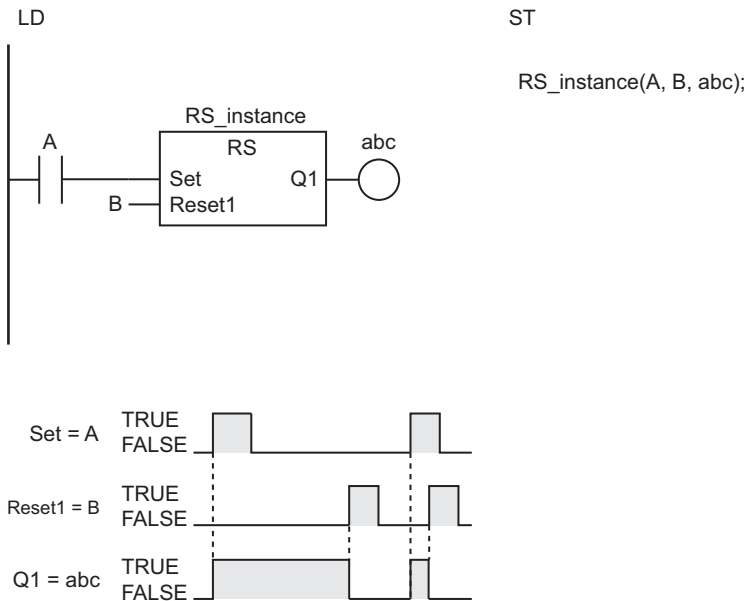 LD
ST
RS_instance(A, B, abc);
RS_instance
A
RS
abc
Set
Q1
B
Reset1
Set = A
TRUE
FALSE
Reset1 = B
TRUE
FALSE
Q1 = abc
TRUE
FALSE